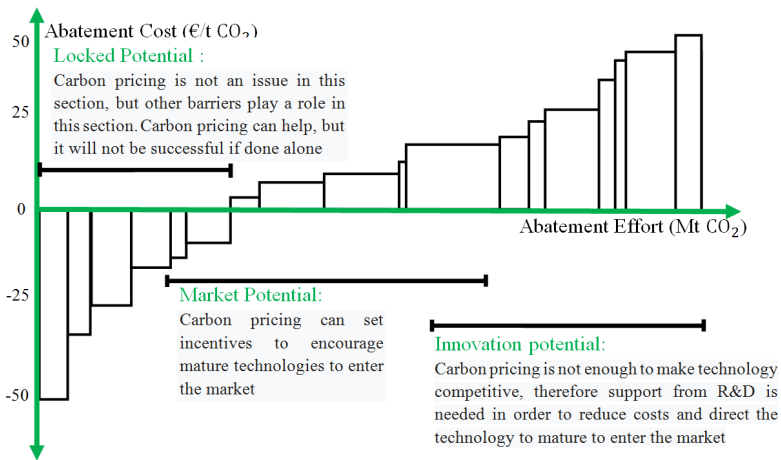 Abatement Cost (€/t CO₂)
50
Locked Potential :
Carbon pricing is not an issue in this
section, but other barriers play a role in
this section. Carbon pricing can help, but
it will not be successful if done alone
25
0
Abatement Effort (Mt CO₂)
-25
Market Potential:
Carbon pricing can set
incentives to encourage
mature technologies to enter
the market
Innovation potential:
Carbon pricing is not enough to make technology
competitive, therefore support from R&D is
needed in order to reduce costs and direct the
technology to mature to enter the market
-50